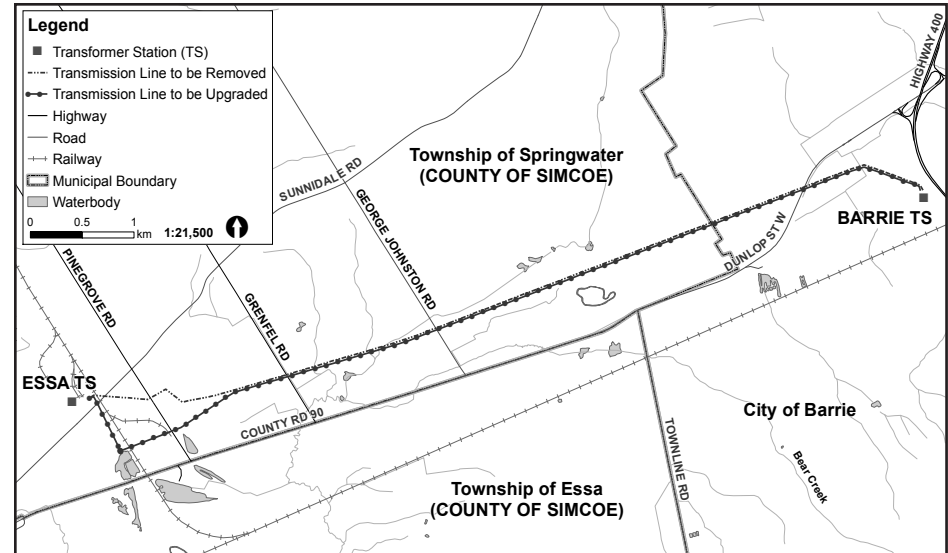 Legend
Transformer Station (TS)
Transmission Line to be Removed
Transmission Line to be Upgraded
Highway
Road
Railway
Municipal Boundary
Waterbody
0 0.5 1
km 1:21,500
HIGHWAY 400
Township of Springwater
(COUNTY OF SIMCOE)
SUNNIDALE RD
GEORGE JOHNSTON RD
BARRIE TS
DUNLOP ST W
PINEGROVE RD
GRENFEL RD
ESSA TS
COUNTY RD 90
City of Barrie
TOWNLINE RD
Bear Creek
Township of Essa
(COUNTY OF SIMCOE)